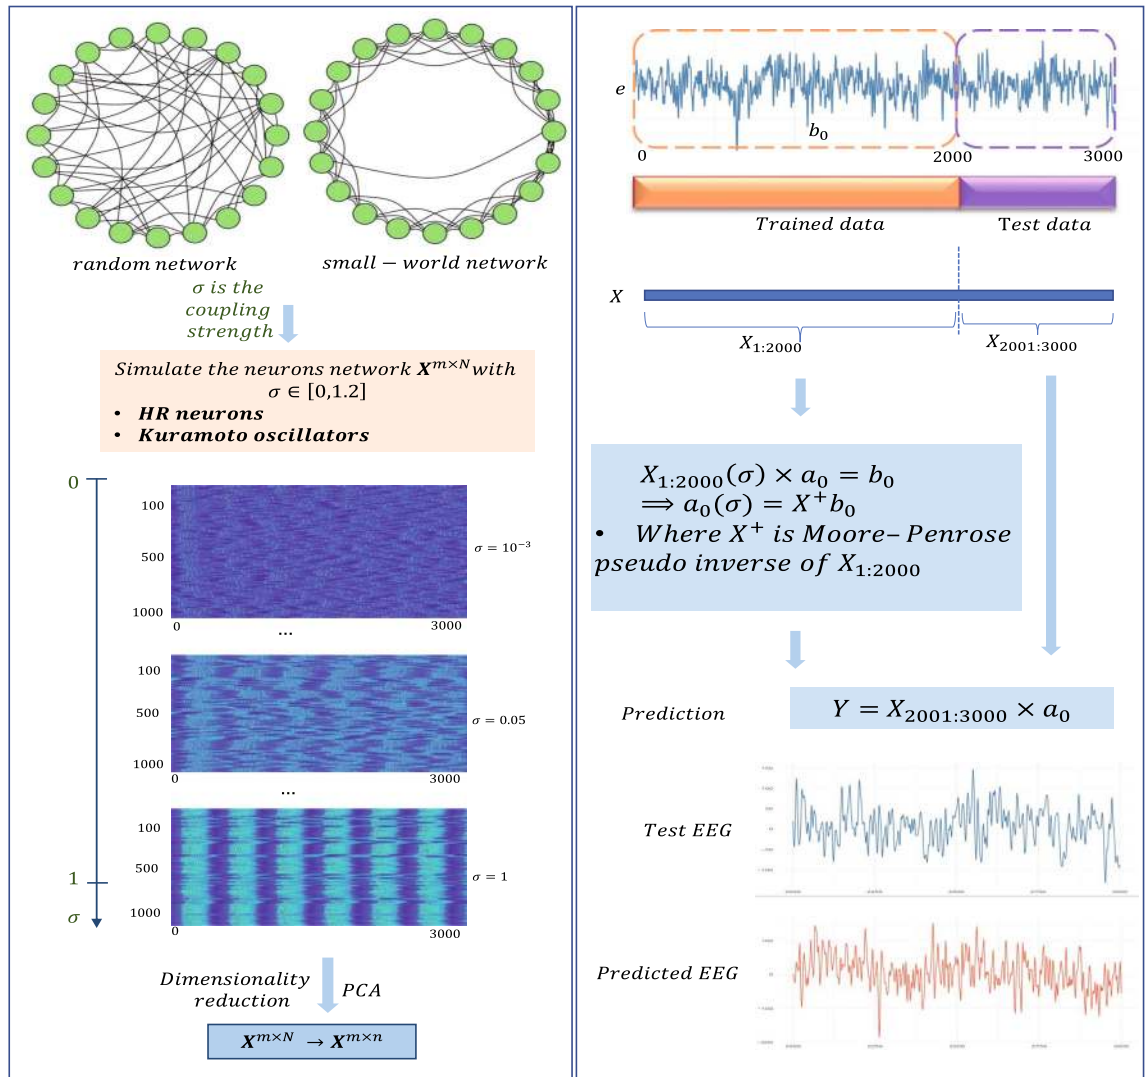 random network
small − world network
σ is the
coupling
strength
Simulate the neurons network X^{m×N} with
σ ∈ [0,1.2]
• HR neurons
• Kuramoto oscillators
0
100
500
1000
0
3000
σ = 10^{−3}
...
100
500
1000
0
3000
σ = 0.05
...
100
500
1000
0
3000
σ = 1
1
σ
Dimensionality
reduction
PCA
X^{m×N} → X^{m×n}
e
b_0
0
2000
3000
Trained data
Test data
X
X_{1:2000}
X_{2001:3000}
X_{1:2000}(σ) × a_0 = b_0
⟹ a_0(σ) = X^+b_0
• Where X^+ is Moore– Penrose
pseudo inverse of X_{1:2000}
Prediction
Y = X_{2001:3000} × a_0
Test EEG
Predicted EEG